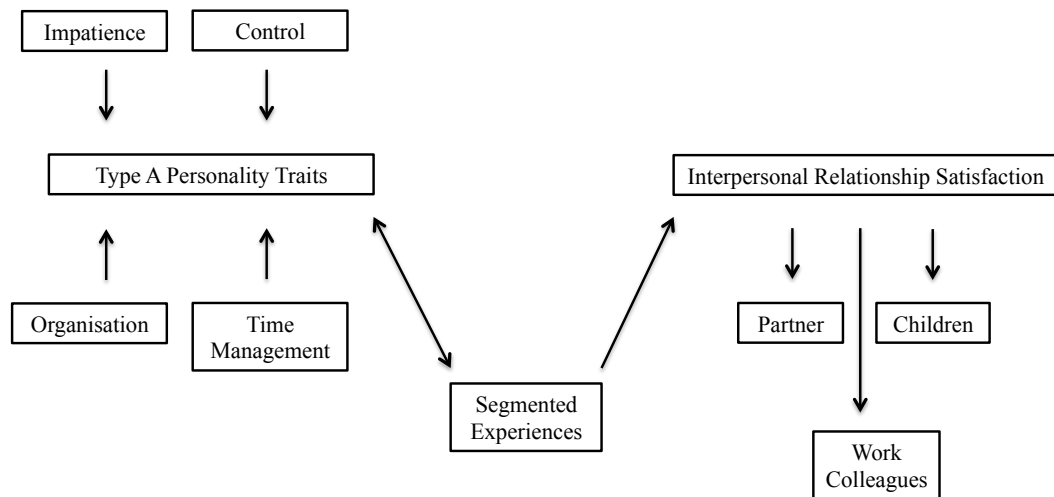 Impatience
Control
Type A Personality Traits
Interpersonal Relationship Satisfaction
Organisation
Time
Management
Partner
Children
Segmented
Experiences
Work
Colleagues